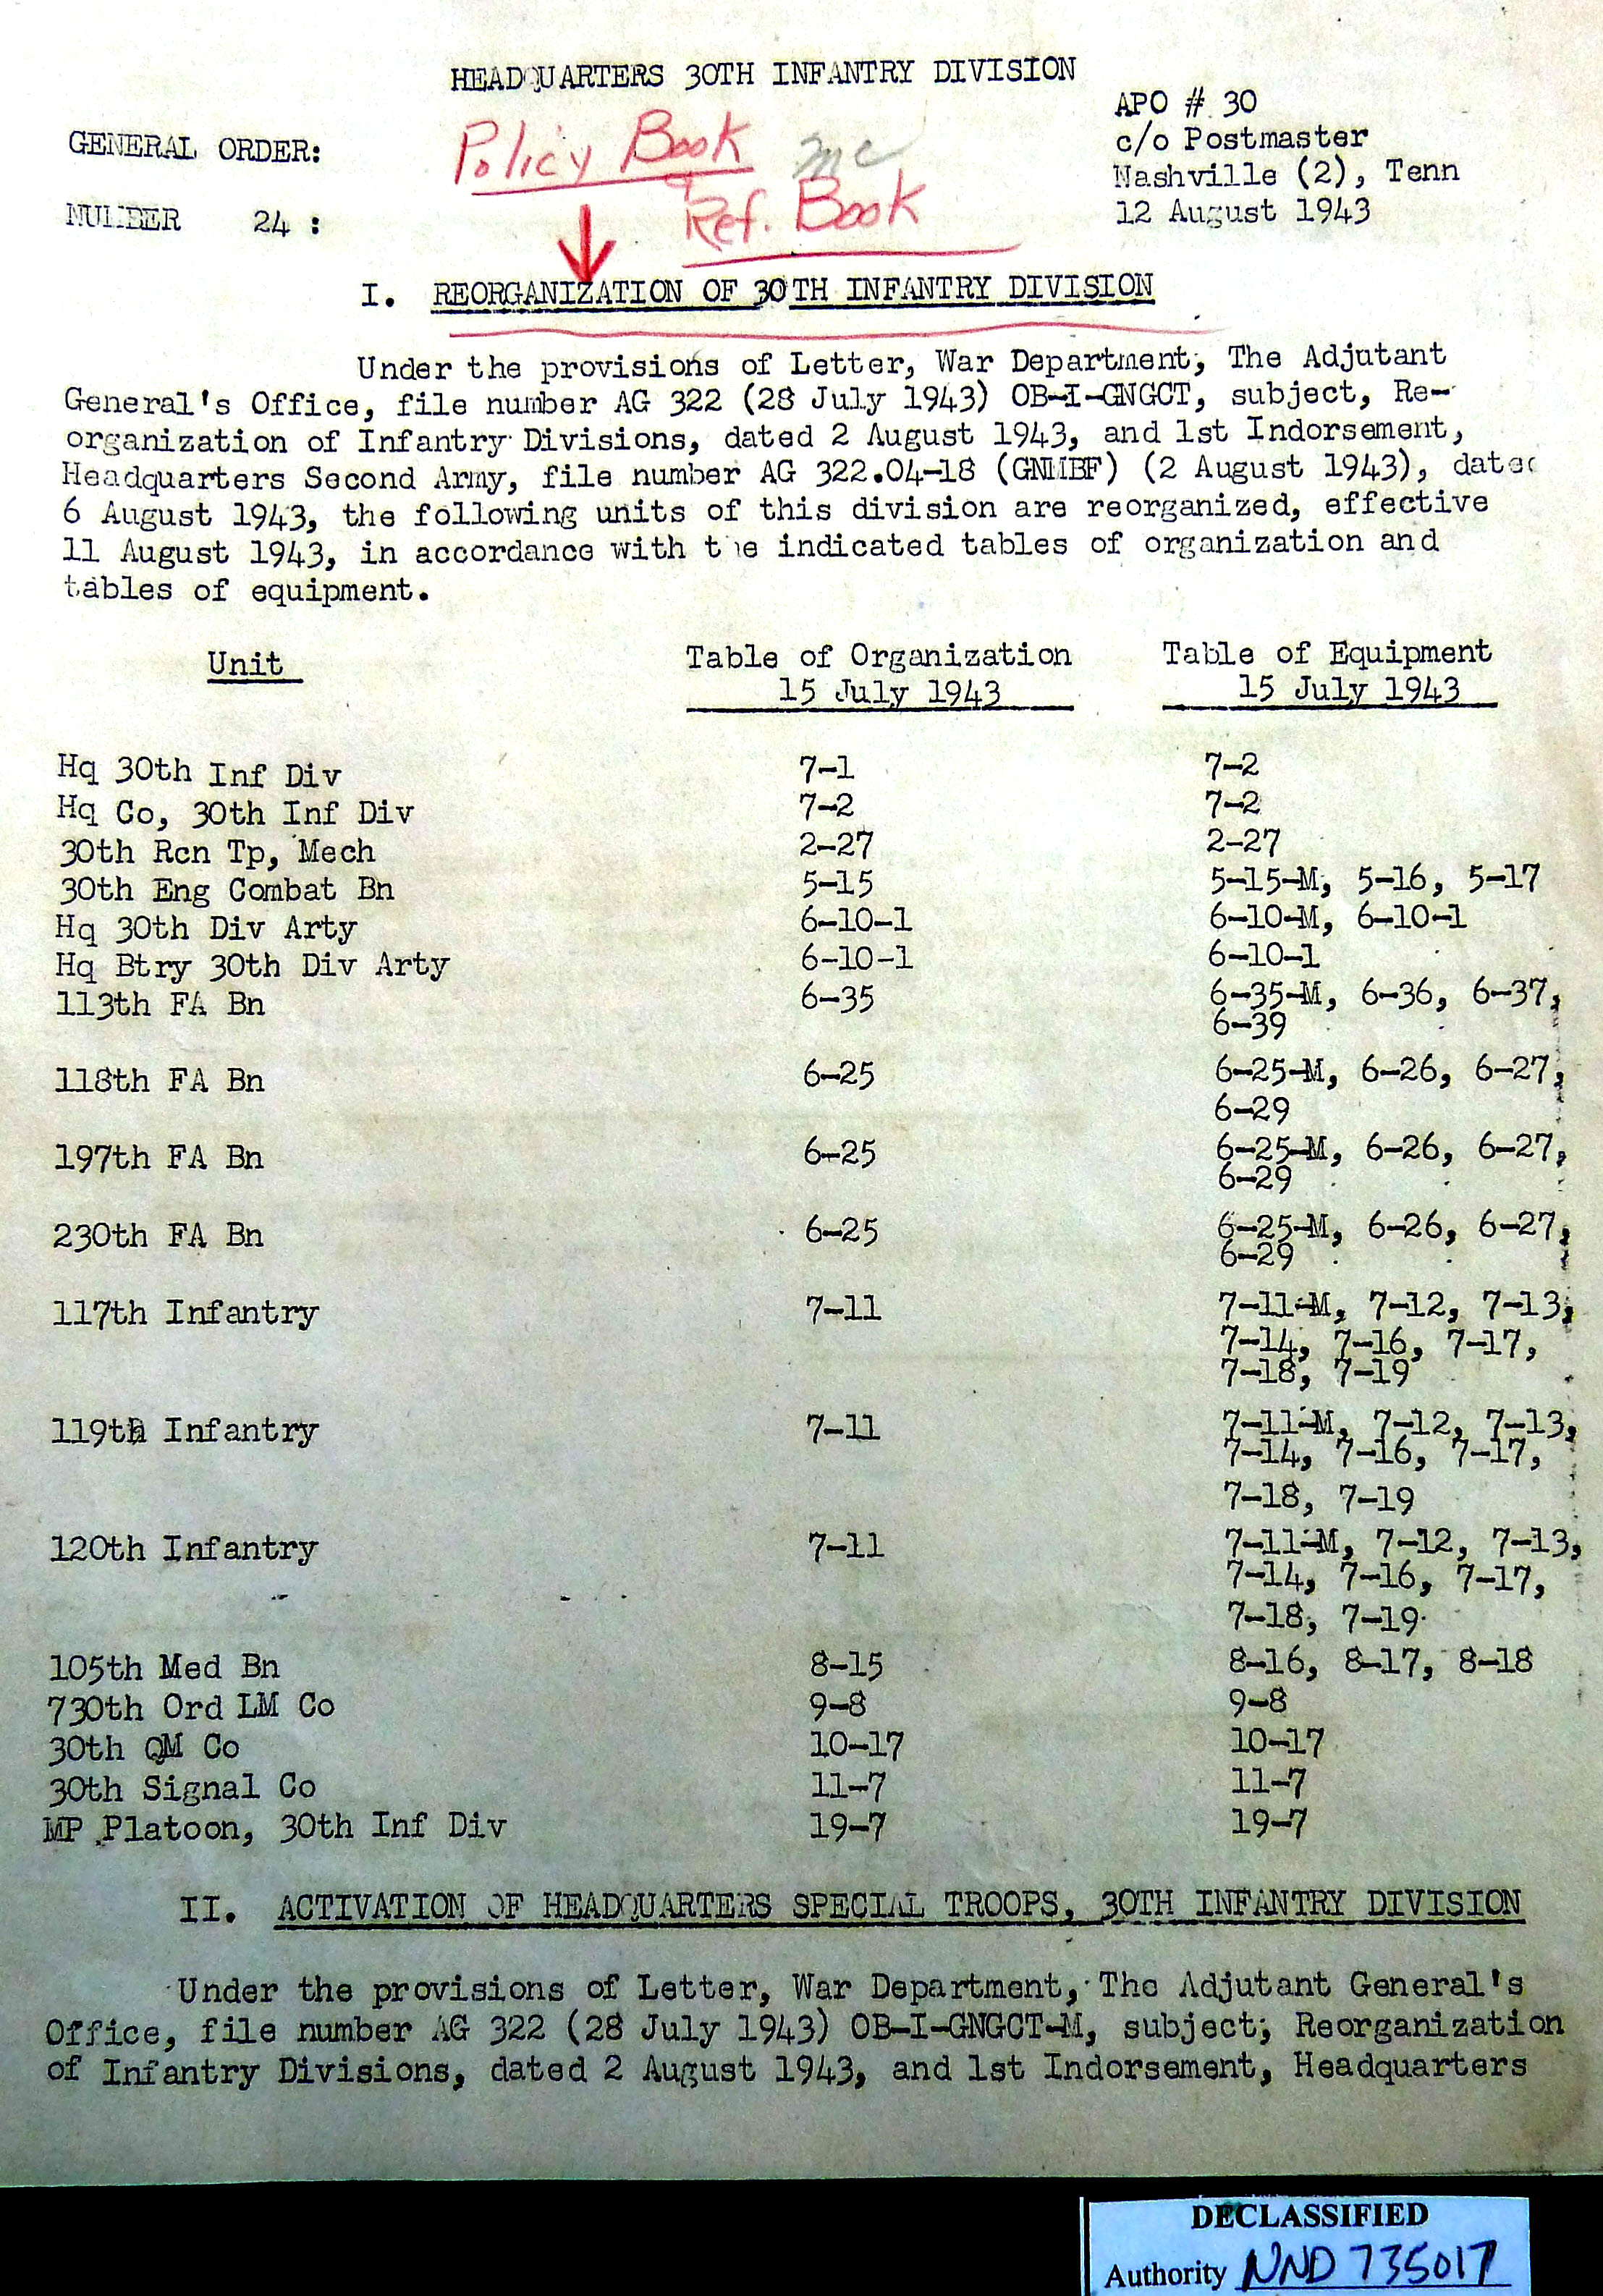 HEADQUARTERS 30TH INFANTRY DIVISION
APO # 30
GENERAL ORDER:
Policy Book mc
c/o Postmaster
Nashville (2), Tenn
NUMBER 24 :
Ref. Book
12 August 1943
I. REORGANIZATION OF 30TH INFANTRY DIVISION
Under the provisions of Letter, War Department, The Adjutant
General's Office, file number AG 322 (28 July 1943) OB-I-GNGCT, subject, Re-
organization of Infantry Divisions, dated 2 August 1943, and 1st Indorsement,
Headquarters Second Army, file number AG 322.04-18 (GNMBF) (2 August 1943), dated
6 August 1943, the following units of this division are reorganized, effective
11 August 1943, in accordance with the indicated tables of organization and
tables of equipment.
Unit Table of Organization Table of Equipment
15 July 1943 15 July 1943
Hq 30th Inf Div 7-1 7-2
Hq Co, 30th Inf Div 7-2 7-2
30th Rcn Tp, Mech 2-27 2-27
30th Eng Combat Bn 5-15 5-15-M, 5-16, 5-17
Hq 30th Div Arty 6-10-1 6-10-M, 6-10-1
Hq Btry 30th Div Arty 6-10-1 6-10-1
113th FA Bn 6-35 6-35-M, 6-36, 6-37,
6-39
118th FA Bn 6-25 6-25-M, 6-26, 6-27,
6-29
197th FA Bn 6-25 6-25-M, 6-26, 6-27,
6-29
230th FA Bn 6-25 6-25-M, 6-26, 6-27,
6-29
117th Infantry 7-11 7-11-M, 7-12, 7-13,
7-14, 7-16, 7-17,
7-18, 7-19
119th Infantry 7-11 7-11-M, 7-12, 7-13,
7-14, 7-16, 7-17,
7-18, 7-19
120th Infantry 7-11 7-11-M, 7-12, 7-13,
7-14, 7-16, 7-17,
7-18, 7-19
105th Med Bn 8-15 8-16, 8-17, 8-18
730th Ord LM Co 9-8 9-8
30th QM Co 10-17 10-17
30th Signal Co 11-7 11-7
MP Platoon, 30th Inf Div 19-7 19-7
II. ACTIVATION OF HEADQUARTERS SPECIAL TROOPS, 30TH INFANTRY DIVISION
Under the provisions of Letter, War Department, The Adjutant General's
Office, file number AG 322 (28 July 1943) OB-I-GNGCT-M, subject; Reorganization
of Infantry Divisions, dated 2 August 1943, and 1st Indorsement, Headquarters
DECLASSIFIED
Authority NND 735017